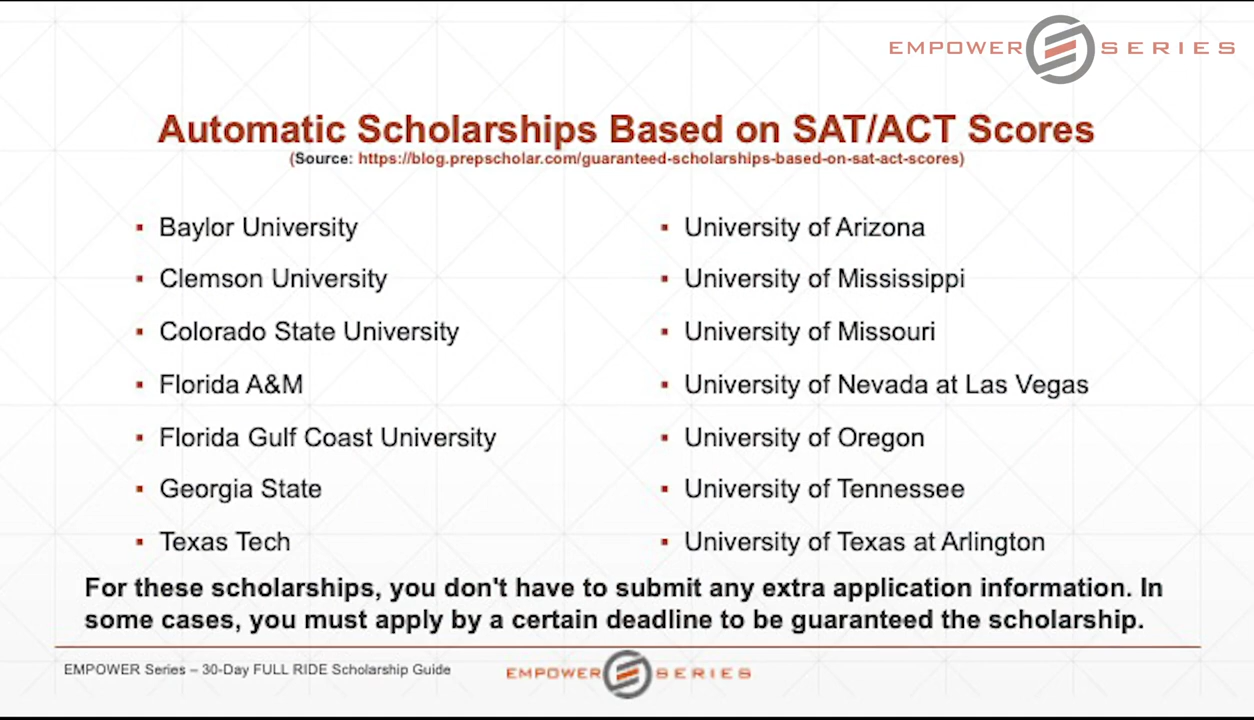 EMPOWER SERIES
Automatic Scholarships Based on SAT/ACT Scores
(Source: https://blog.prepscholar.com/guaranteed-scholarships-based-on-sat-act-scores)
▪ Baylor University
▪ Clemson University
▪ Colorado State University
▪ Florida A&M
▪ Florida Gulf Coast University
▪ Georgia State
▪ Texas Tech
▪ University of Arizona
▪ University of Mississippi
▪ University of Missouri
▪ University of Nevada at Las Vegas
▪ University of Oregon
▪ University of Tennessee
▪ University of Texas at Arlington
For these scholarships, you don't have to submit any extra application information. In
some cases, you must apply by a certain deadline to be guaranteed the scholarship.
EMPOWER Series – 30-Day FULL RIDE Scholarship Guide
EMPOWER SERIES